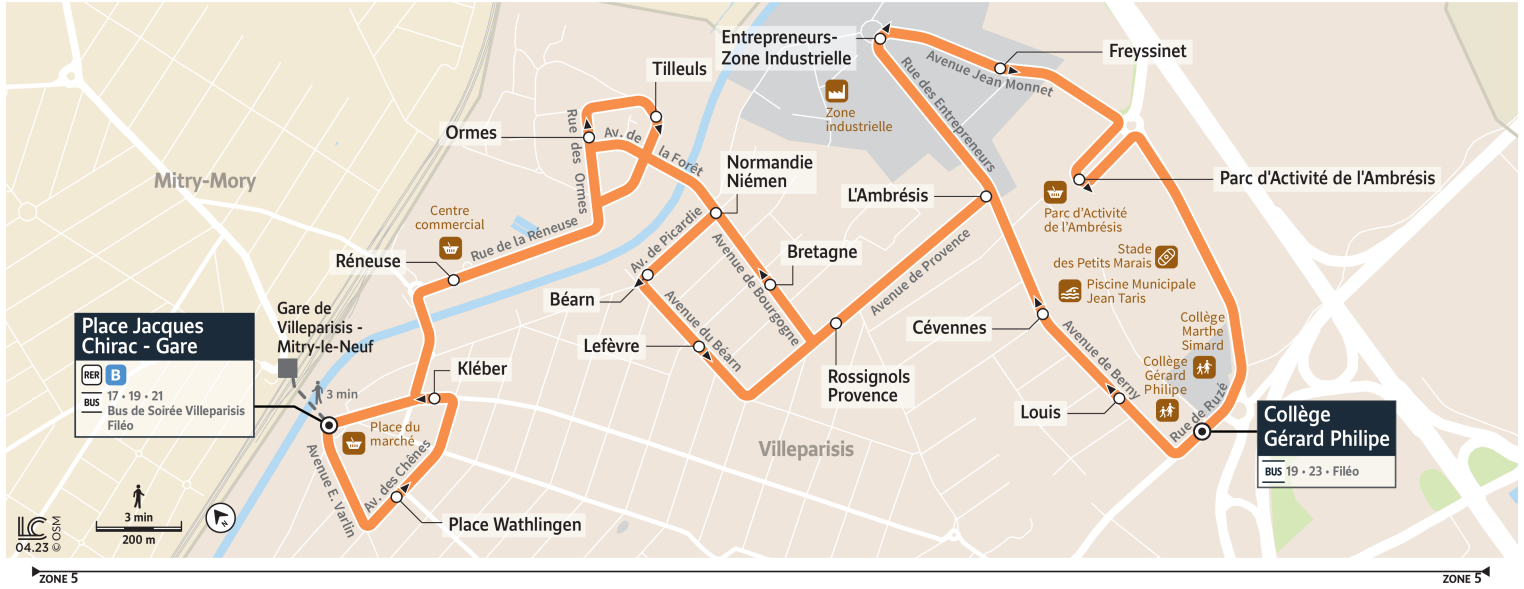 Entrepreneurs-
Zone Industrielle
Freyssinet
Avenue Jean Monnet
Rue des Entrepreneurs
Zone
industrielle
Tilleuls
Ormes
Rue des Ormes
Av. de la Forêt
Normandie
Niémen
Mitry-Mory
Centre
commercial
Rue de la Réneuse
Réneuse
Av. de Picardie
Avenue de Bourgogne
Bretagne
Béarn
Avenue du Béarn
Lefèvre
L'Ambrésis
Avenue de Provence
Rossignols
Provence
Parc d'Activité de l'Ambrésis
Parc d'Activité
de l'Ambrésis
Stade
des Petits Marais
Piscine Municipale
Jean Taris
Collège
Marthe
Simard
Collège
Gérard
Philipe
Cévennes
Avenue de Berny
Louis
Rue de Ruzé
Collège
Gérard Philipe
BUS 19 • 23 • Filéo
Villeparisis
Gare de
Villeparisis -
Mitry-le-Neuf
3 min
Place Jacques
Chirac - Gare
RER B
BUS
17 • 19 • 21
Bus de Soirée Villeparisis
Filéo
Kléber
Place du
marché
Avenue E. Varlin
Av. des Chênes
Place Wathlingen
3 min
200 m
N
LC
04.23 © OSM
ZONE 5
ZONE 5